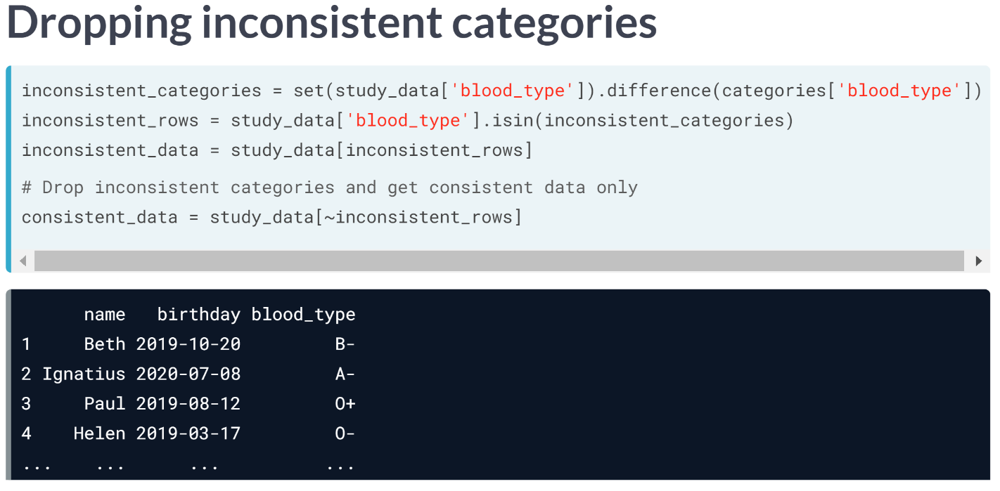 Dropping inconsistent categories
inconsistent_categories = set(study_data['blood_type']).difference(categories['blood_type'])
inconsistent_rows = study_data['blood_type'].isin(inconsistent_categories)
inconsistent_data = study_data[inconsistent_rows]
# Drop inconsistent categories and get consistent data only
consistent_data = study_data[~inconsistent_rows]
      name   birthday blood_type
1     Beth 2019-10-20         B-
2 Ignatius 2020-07-08         A-
3     Paul 2019-08-12         O+
4    Helen 2019-03-17         O-
...    ...      ...          ...